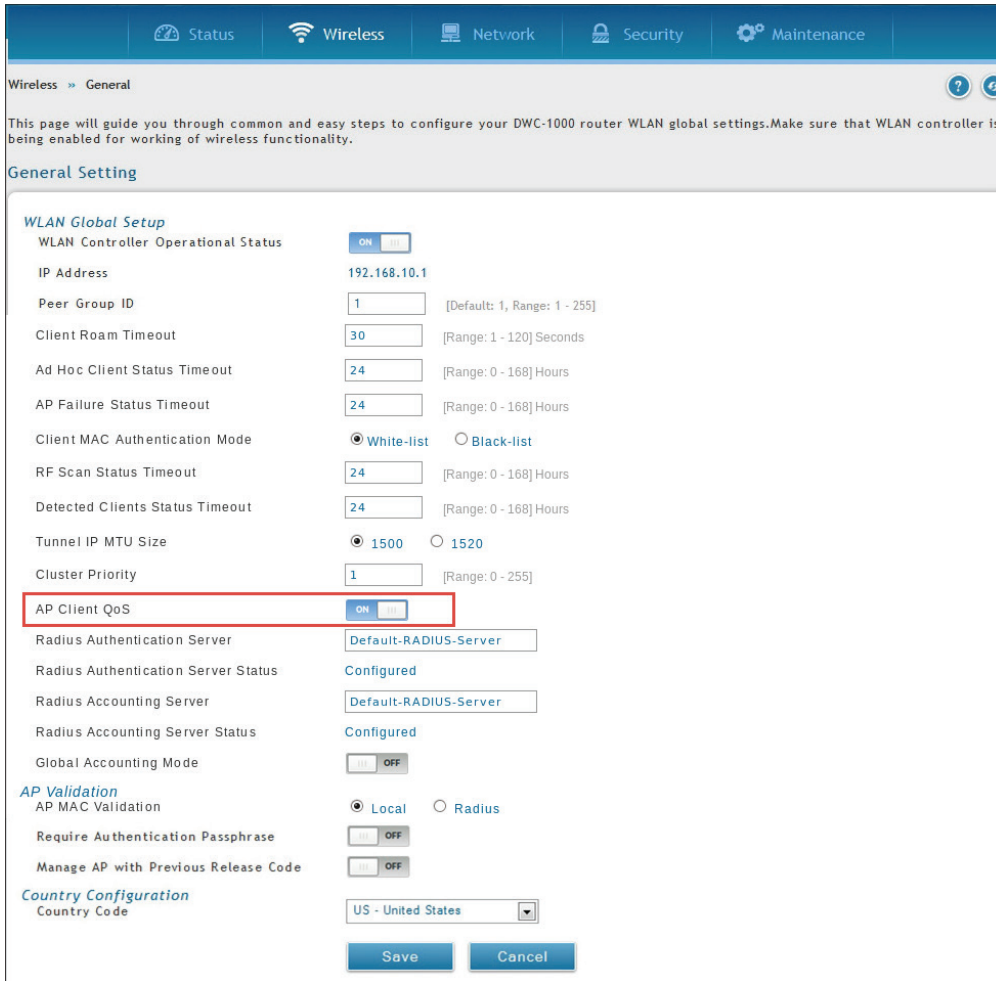 Status Wireless Network Security Maintenance
Wireless » General
This page will guide you through common and easy steps to configure your DWC-1000 router WLAN global settings.Make sure that WLAN controller is
being enabled for working of wireless functionality.
General Setting
WLAN Global Setup
WLAN Controller Operational Status ON
IP Address 192.168.10.1
Peer Group ID 1 [Default: 1, Range: 1 - 255]
Client Roam Timeout 30 [Range: 1 - 120] Seconds
Ad Hoc Client Status Timeout 24 [Range: 0 - 168] Hours
AP Failure Status Timeout 24 [Range: 0 - 168] Hours
Client MAC Authentication Mode White-list Black-list
RF Scan Status Timeout 24 [Range: 0 - 168] Hours
Detected Clients Status Timeout 24 [Range: 0 - 168] Hours
Tunnel IP MTU Size 1500 1520
Cluster Priority 1 [Range: 0 - 255]
AP Client QoS ON
Radius Authentication Server Default-RADIUS-Server
Radius Authentication Server Status Configured
Radius Accounting Server Default-RADIUS-Server
Radius Accounting Server Status Configured
Global Accounting Mode OFF
AP Validation
AP MAC Validation Local Radius
Require Authentication Passphrase OFF
Manage AP with Previous Release Code OFF
Country Configuration
Country Code US - United States
Save Cancel